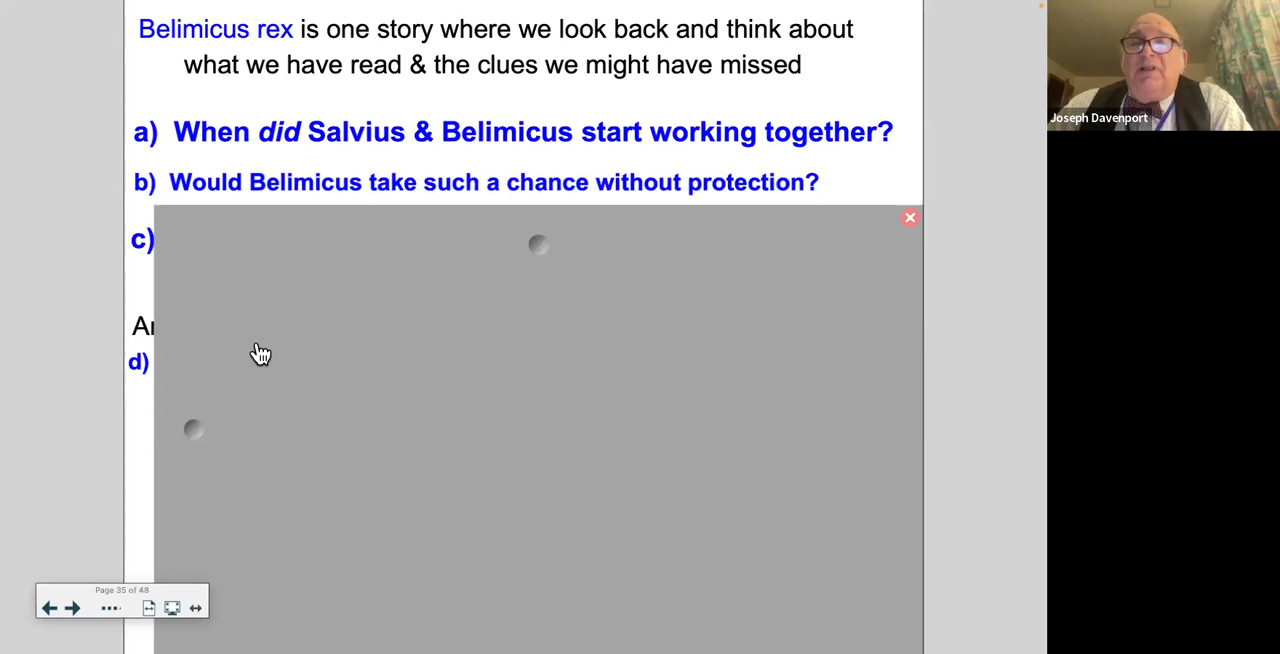 Belimicus rex is one story where we look back and think about
what we have read & the clues we might have missed
a) When did Salvius & Belimicus start working together?
b) Would Belimicus take such a chance without protection?
c)
d)
Joseph Davenport
Page 35 of 48